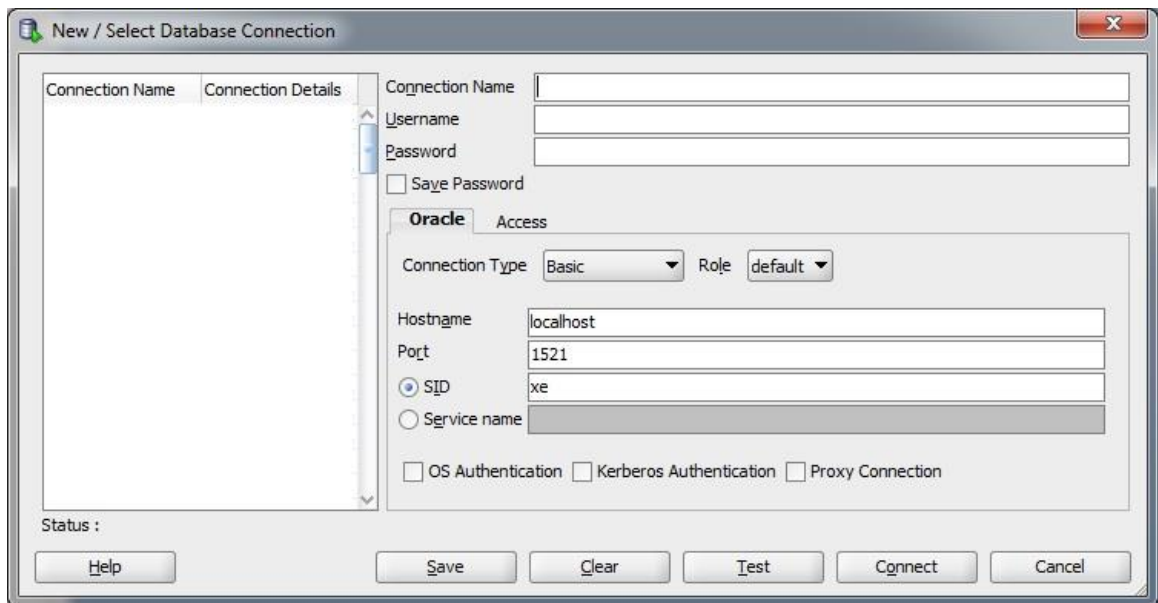 New / Select Database Connection
Connection Name Connection Details
Connection Name
Username
Password
Save Password
Oracle Access
Connection Type Basic Role default
Hostname localhost
Port 1521
SID xe
Service name
OS Authentication Kerberos Authentication Proxy Connection
Status :
Help Save Clear Test Connect Cancel